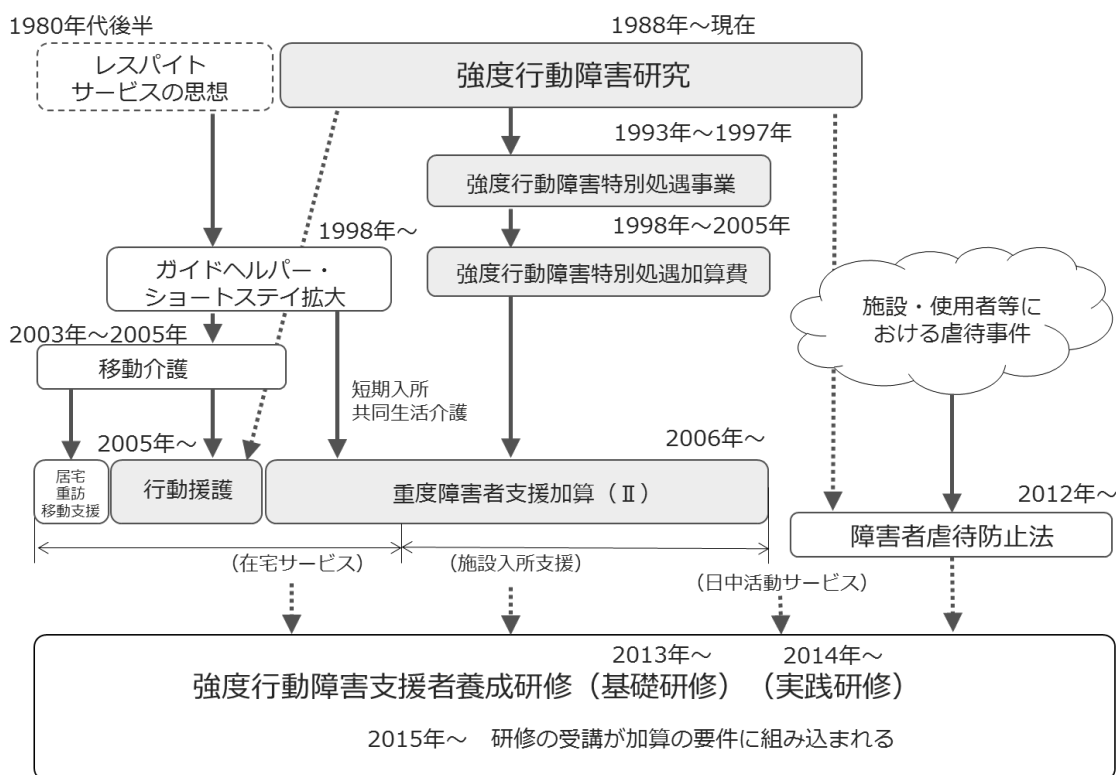 1980年代後半
1988年～現在
レスパイト
サービスの思想
強度行動障害研究
1993年～1997年
強度行動障害特別処遇事業
1998年～
1998年～2005年
ガイドヘルパー・
ショートステイ拡大
強度行動障害特別処遇加算費
施設・使用者等に
おける虐待事件
2003年～2005年
移動介護
短期入所
共同生活介護
2005年～
2006年～
居宅
重訪
移動支援
行動援護
重度障害者支援加算（Ⅱ）
2012年～
障害者虐待防止法
（在宅サービス）
（施設入所支援）
（日中活動サービス）
2013年～
2014年～
強度行動障害支援者養成研修（基礎研修）（実践研修）
2015年～　研修の受講が加算の要件に組み込まれる